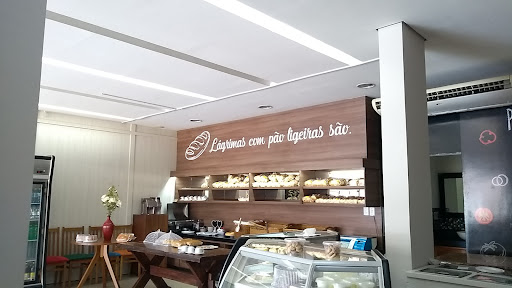 Lágrimas com pão ligeiras são.
P